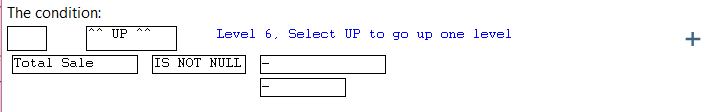 The condition:
^^ UP ^^ Level 6, Select UP to go up one level
Total Sale IS NOT NULL –
–